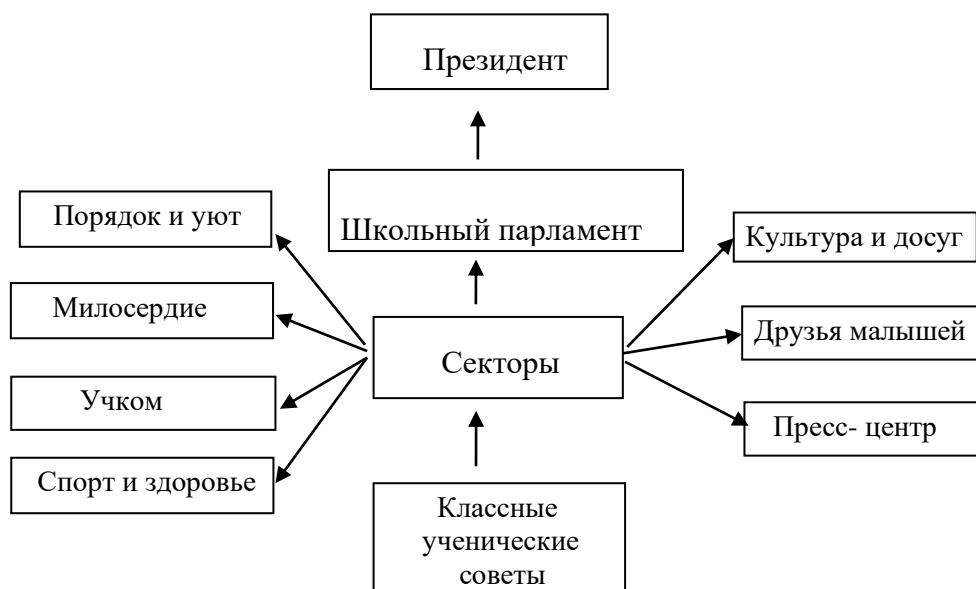 Президент
Школьный парламент
Порядок и уют
Милосердие
Учком
Спорт и здоровье
Секторы
Культура и досуг
Друзья малышей
Пресс- центр
Классные
ученические
советы